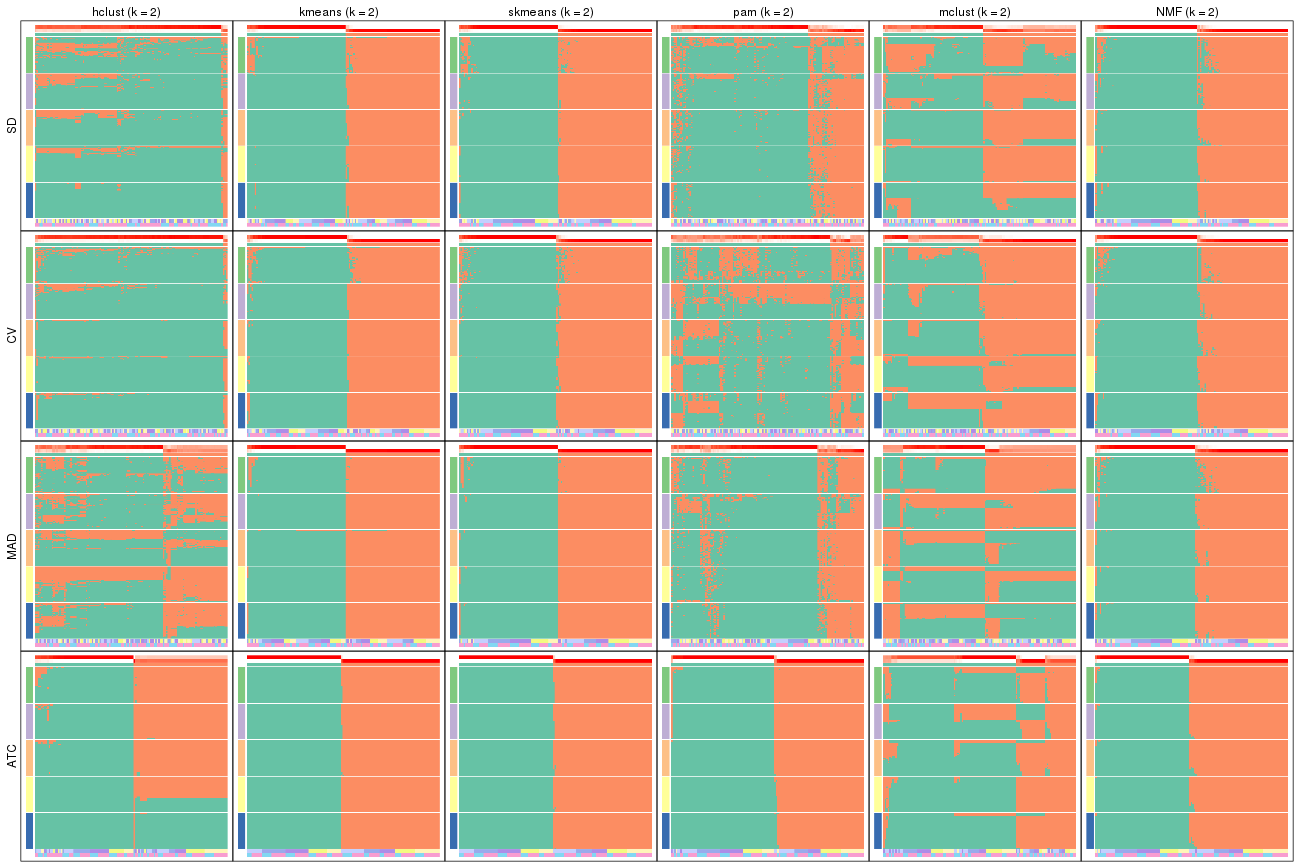 hclust (k = 2)
kmeans (k = 2)
skmeans (k = 2)
pam (k = 2)
mclust (k = 2)
NMF (k = 2)
SD
CV
MAD
ATC